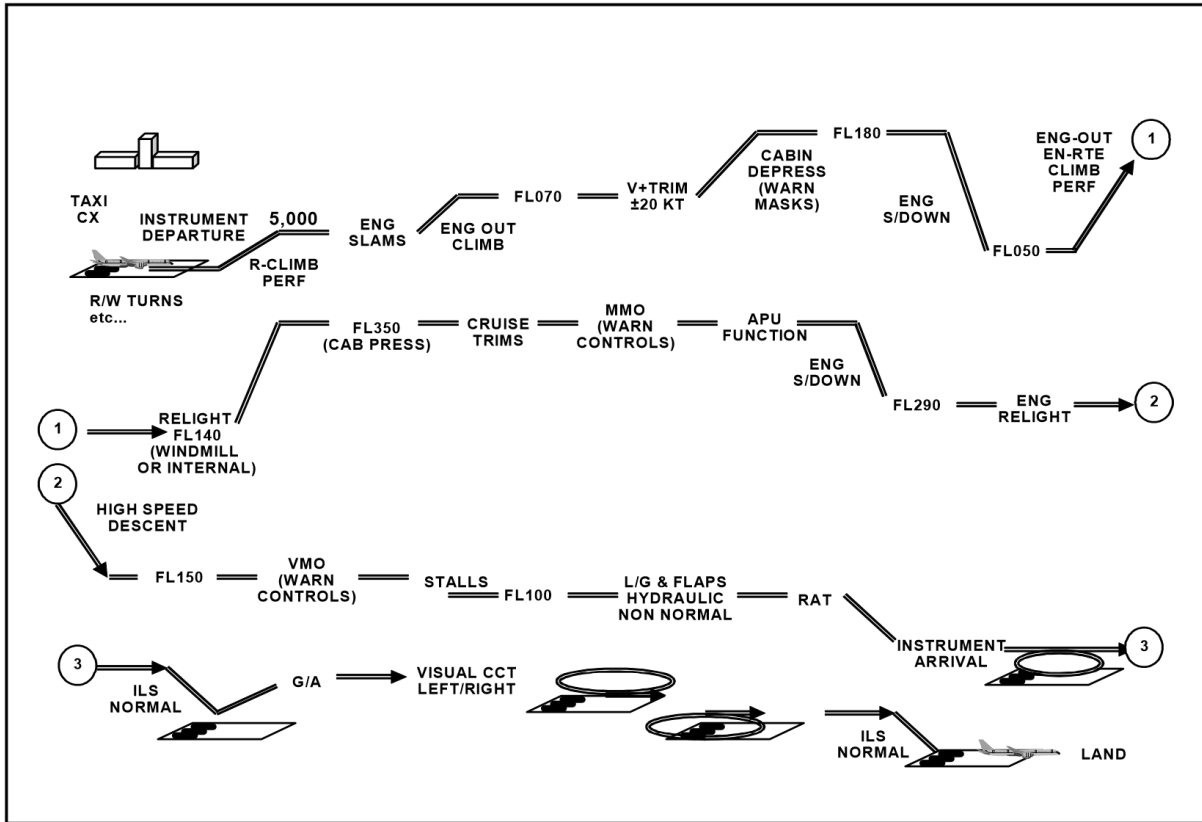 TAXI
CX
INSTRUMENT
DEPARTURE
R/W TURNS
etc...
5,000
R-CLIMB
PERF
ENG
SLAMS
ENG OUT
CLIMB
FL070
V+TRIM
±20 KT
CABIN
DEPRESS
(WARN
MASKS)
FL180
ENG
S/DOWN
FL050
ENG-OUT
EN-RTE
CLIMB
PERF
1
1
RELIGHT
FL140
(WINDMILL
OR INTERNAL)
FL350
(CAB PRESS)
CRUISE
TRIMS
MMO
(WARN
CONTROLS)
APU
FUNCTION
ENG
S/DOWN
FL290
ENG
RELIGHT
2
2
HIGH SPEED
DESCENT
FL150
VMO
(WARN
CONTROLS)
STALLS
FL100
L/G & FLAPS
HYDRAULIC
NON NORMAL
RAT
INSTRUMENT
ARRIVAL
3
3
ILS
NORMAL
G/A
VISUAL CCT
LEFT/RIGHT
ILS
NORMAL
LAND